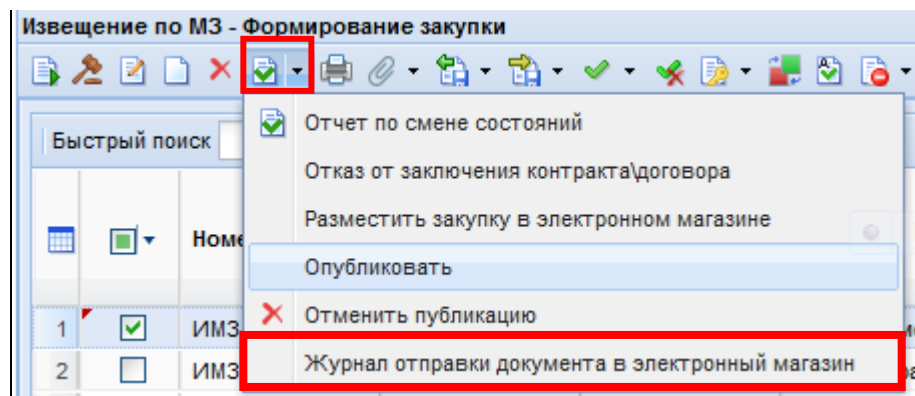 Извещение по МЗ - Формирование закупки
Быстрый поиск
Отчет по смене состояний
Отказ от заключения контракта\договора
Разместить закупку в электронном магазине
Опубликовать
Отменить публикацию
Журнал отправки документа в электронный магазин
1 ИМЗ
2 ИМЗ